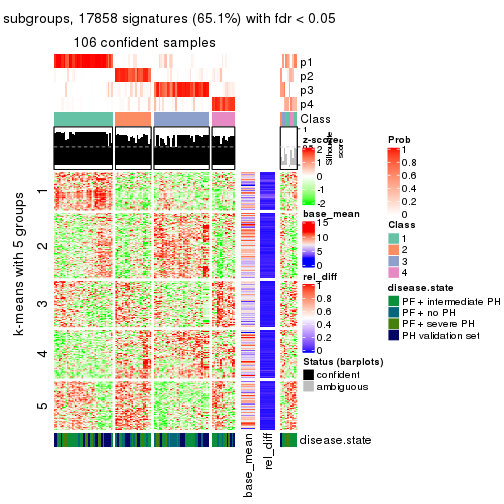 subgroups, 17858 signatures (65.1%) with fdr < 0.05
106 confident samples
p1
p2
p3
p4
Class
1
Silhouette
score
k-means with 5 groups
1
2
3
4
5
z-score
2
1
0
-1
-2
base_mean
15
10
5
0
rel_diff
1
0.8
0.6
0.4
0.2
0
Status (barplots)
confident
ambiguous
Prob
1
0.8
0.6
0.4
0.2
0
Class
1
2
3
4
disease.state
PF+ intermediate PH
PF+ no PH
PF+ severe PH
PH validation set
disease.state
base_mean
rel_diff